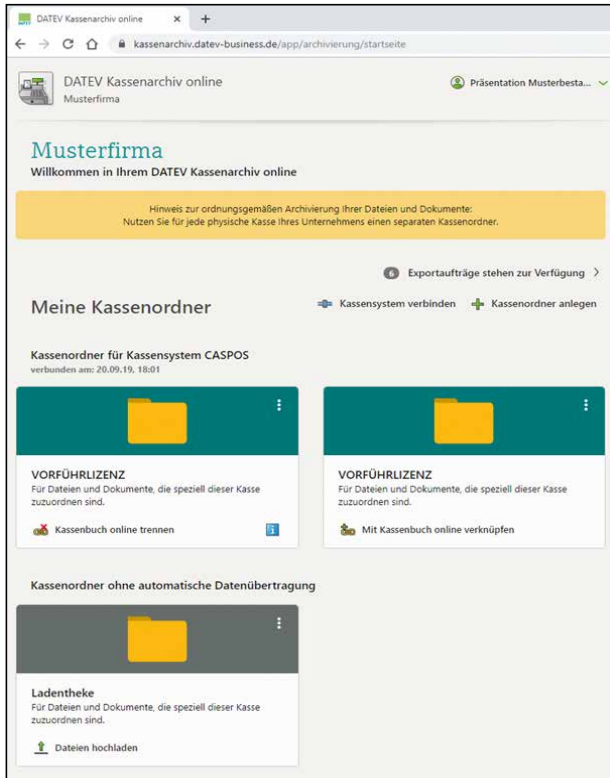 DATEV Kassenarchiv online
kassenarchiv.datev-business.de/app/archivierung/startseite
DATEV Kassenarchiv online
Musterfirma
Präsentation Musterbesta...
Musterfirma
Willkommen in Ihrem DATEV Kassenarchiv online
Hinweis zur ordnungsgemäßen Archivierung Ihrer Dateien und Dokumente:
Nutzen Sie für jede physische Kasse Ihres Unternehmens einen separaten Kassenordner.
6 Exportaufträge stehen zur Verfügung
Meine Kassenordner
Kassensystem verbinden
Kassenordner anlegen
Kassenordner für Kassensystem CASPOS
verbunden am: 20.09.19, 18:01
VORFÜHRLIZENZ
Für Dateien und Dokumente, die speziell dieser Kasse
zuzuordnen sind.
Kassenbuch online trennen
VORFÜHRLIZENZ
Für Dateien und Dokumente, die speziell dieser Kasse
zuzuordnen sind.
Mit Kassenbuch online verknüpfen
Kassenordner ohne automatische Datenübertragung
Ladentheke
Für Dateien und Dokumente, die speziell dieser Kasse
zuzuordnen sind.
Dateien hochladen